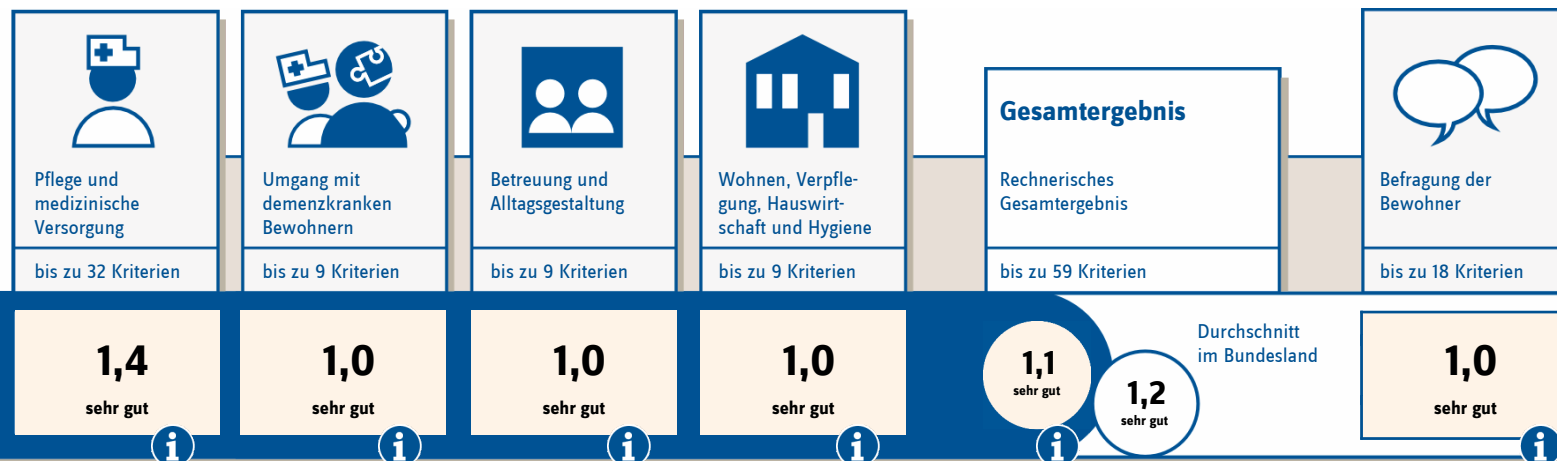 Pflege und
medizinische
Versorgung
bis zu 32 Kriterien
1,4
sehr gut
i
Umgang mit
demenzkranken
Bewohnern
bis zu 9 Kriterien
1,0
sehr gut
i
Betreuung und
Alltagsgestaltung
bis zu 9 Kriterien
1,0
sehr gut
i
Wohnen, Verpfle-
gung, Hauswirt-
schaft und Hygiene
bis zu 9 Kriterien
1,0
sehr gut
i
Gesamtergebnis
Rechnerisches
Gesamtergebnis
bis zu 59 Kriterien
1,1
sehr gut
i
Durchschnitt
im Bundesland
1,2
sehr gut
Befragung der
Bewohner
bis zu 18 Kriterien
1,0
sehr gut
i